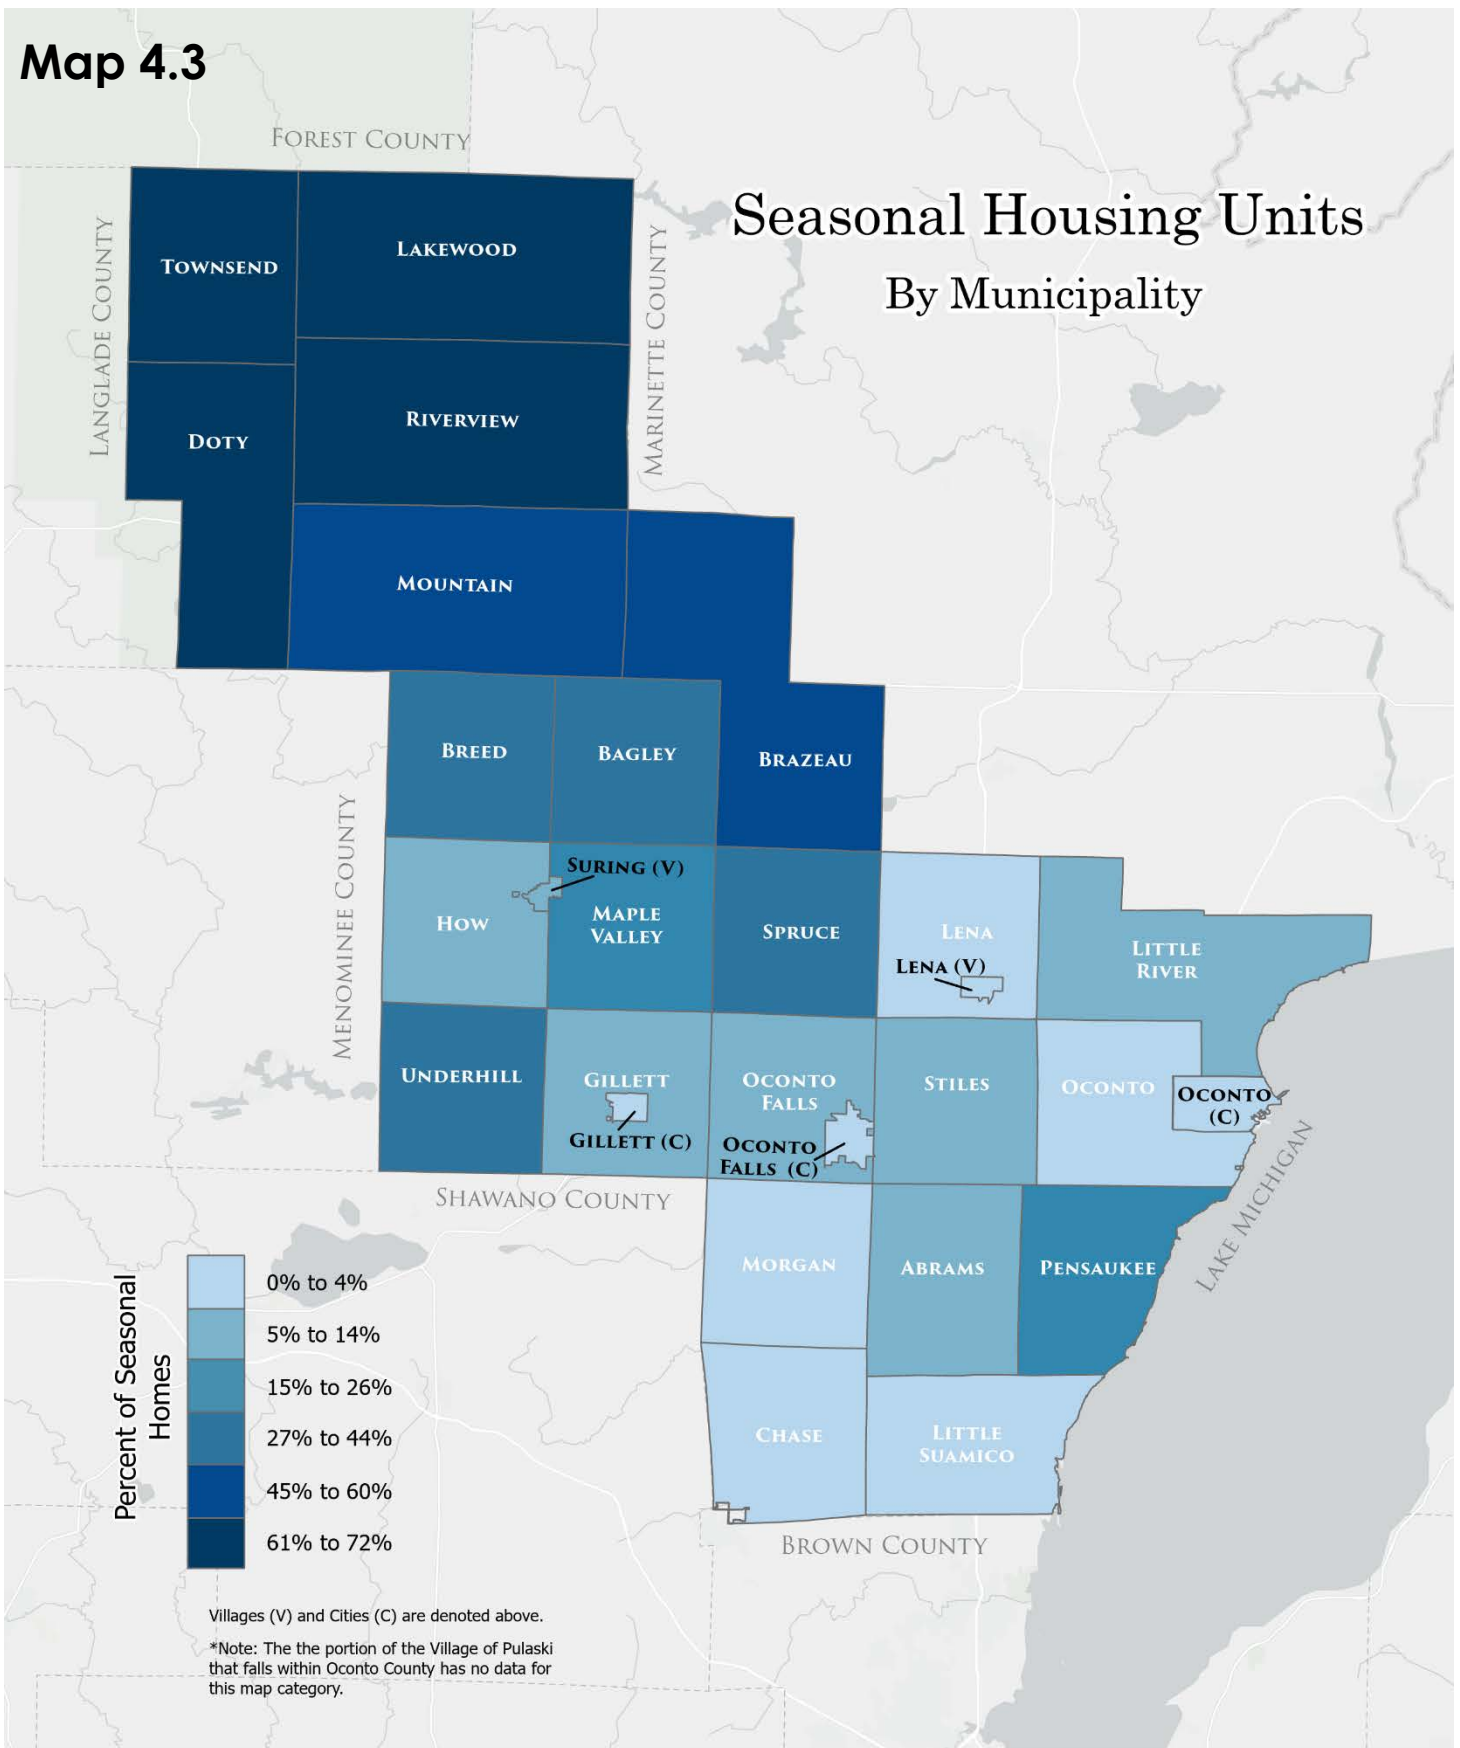 Map 4.3
FOREST COUNTY
Seasonal Housing Units
By Municipality
LANGLADE COUNTY
MARINETTE COUNTY
TOWNSEND
LAKEWOOD
DOTY
RIVERVIEW
MOUNTAIN
BREED
BAGLEY
BRAZEAU
MENOMINEE COUNTY
SURING (V)
HOW
MAPLE
VALLEY
SPRUCE
LENA
LENA (V)
LITTLE
RIVER
UNDERHILL
GILLETT
GILLETT (C)
OCONTO
FALLS
OCONTO
FALLS (C)
STILES
OCONTO
OCONTO
(C)
SHAWANO COUNTY
LAKE MICHIGAN
MORGAN
ABRAMS
PENSAUKEE
CHASE
LITTLE
SUAMICO
BROWN COUNTY
Percent of Seasonal
Homes
0% to 4%
5% to 14%
15% to 26%
27% to 44%
45% to 60%
61% to 72%
Villages (V) and Cities (C) are denoted above.
*Note: The the portion of the Village of Pulaski
that falls within Oconto County has no data for
this map category.